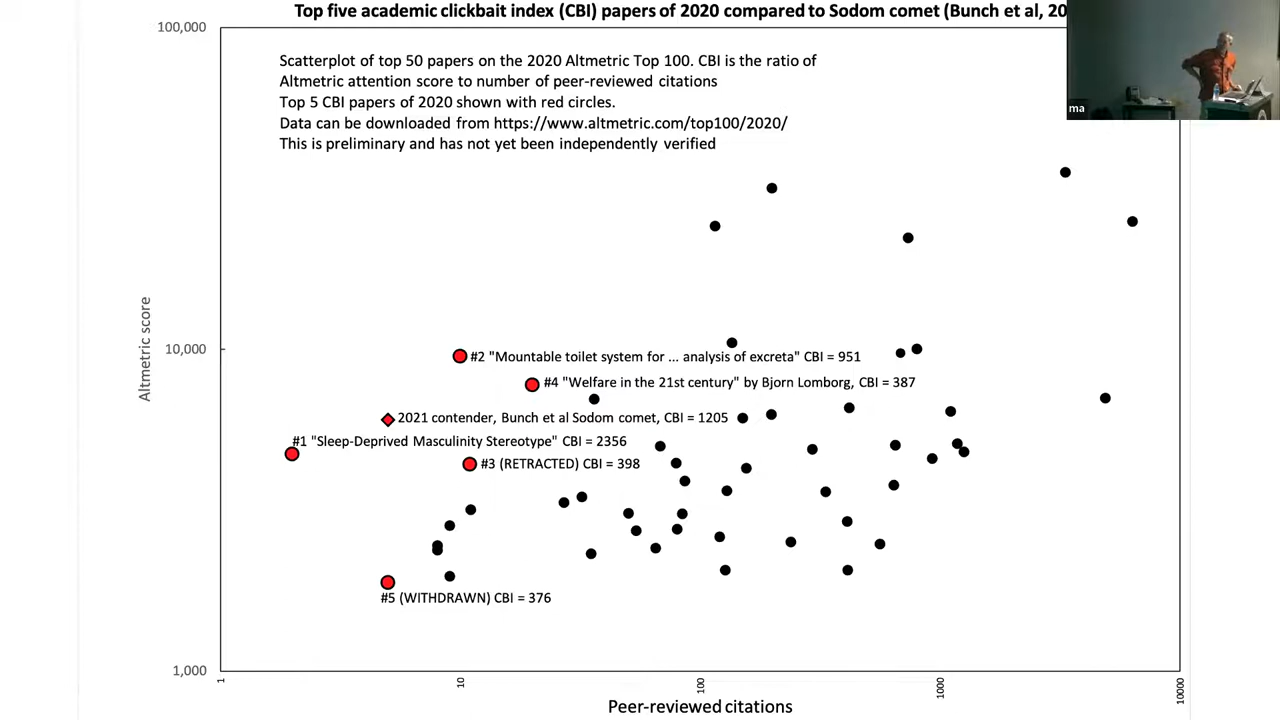 Top five academic clickbait index (CBI) papers of 2020 compared to Sodom comet (Bunch et al, 20
ma
100,000
Scatterplot of top 50 papers on the 2020 Altmetric Top 100. CBI is the ratio of
Altmetric attention score to number of peer-reviewed citations
Top 5 CBI papers of 2020 shown with red circles.
Data can be downloaded from https://www.altmetric.com/top100/2020/
This is preliminary and has not yet been independently verified
Altmetric score
10,000
#2 "Mountable toilet system for ... analysis of excreta" CBI = 951
#4 "Welfare in the 21st century" by Bjorn Lomborg, CBI = 387
2021 contender, Bunch et al Sodom comet, CBI = 1205
#1 "Sleep-Deprived Masculinity Stereotype" CBI = 2356
#3 (RETRACTED) CBI = 398
#5 (WITHDRAWN) CBI = 376
1,000
1
10
100
1000
10000
Peer-reviewed citations